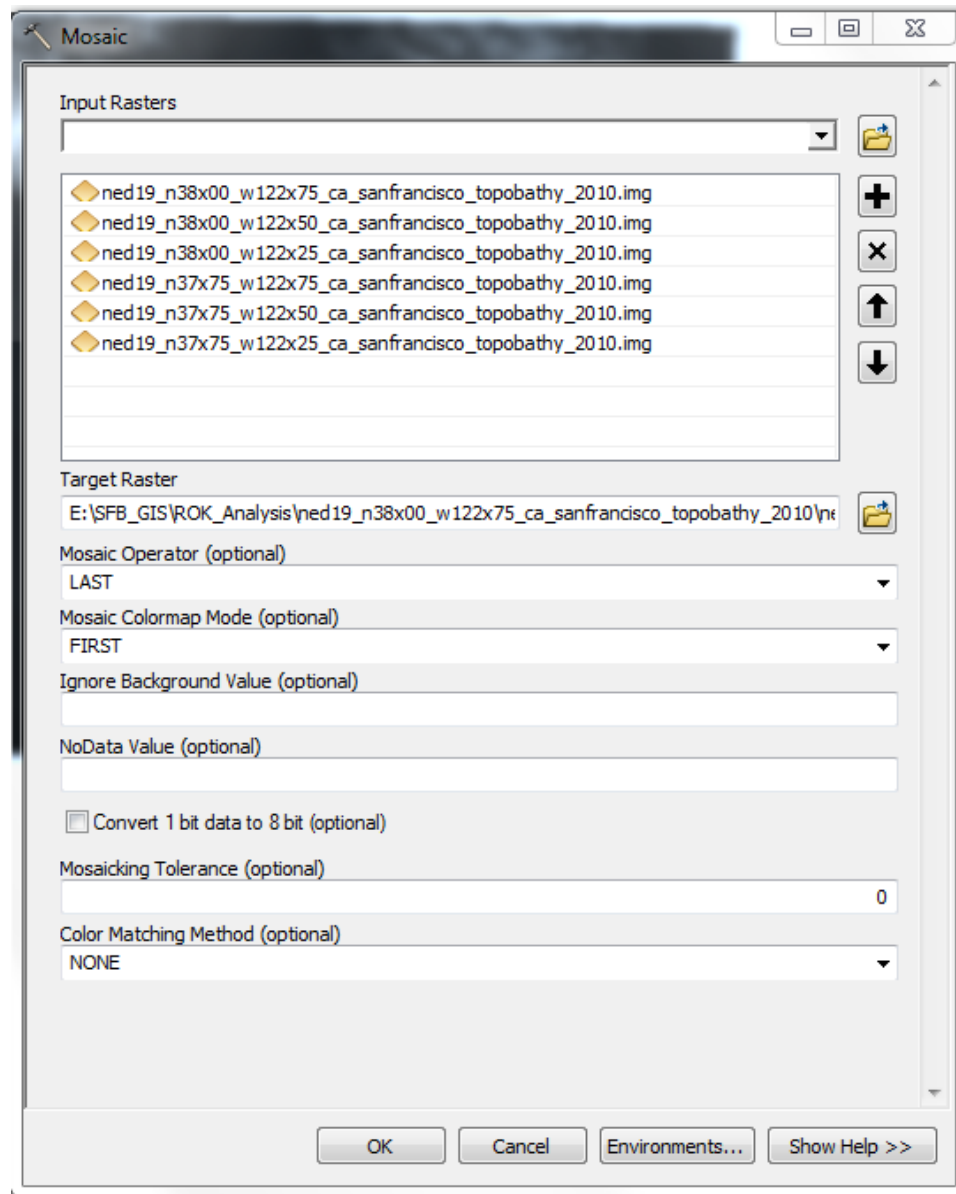 Mosaic
Input Rasters
ned19_n38x00_w122x75_ca_sanfrancisco_topobathy_2010.img
ned19_n38x00_w122x50_ca_sanfrancisco_topobathy_2010.img
ned19_n38x00_w122x25_ca_sanfrancisco_topobathy_2010.img
ned19_n37x75_w122x75_ca_sanfrancisco_topobathy_2010.img
ned19_n37x75_w122x50_ca_sanfrancisco_topobathy_2010.img
ned19_n37x75_w122x25_ca_sanfrancisco_topobathy_2010.img
Target Raster
E:\SFB_GIS\ROK_Analysis\ned19_n38x00_w122x75_ca_sanfrancisco_topobathy_2010\ne
Mosaic Operator (optional)
LAST
Mosaic Colormap Mode (optional)
FIRST
Ignore Background Value (optional)
NoData Value (optional)
Convert 1 bit data to 8 bit (optional)
Mosaicking Tolerance (optional)
0
Color Matching Method (optional)
NONE
OK Cancel Environments... Show Help >>